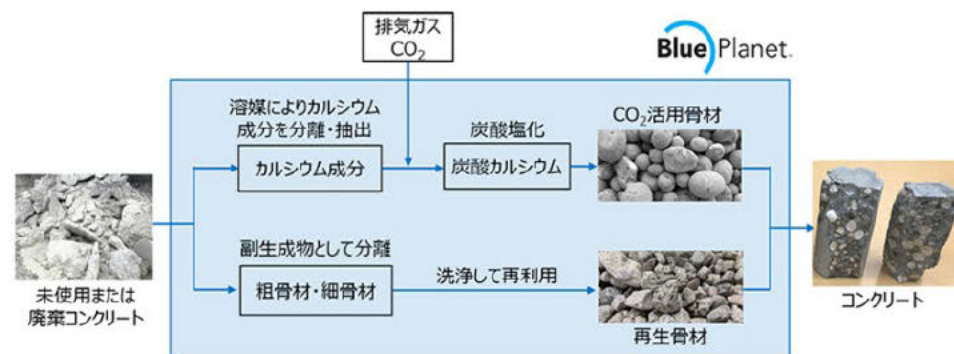 排気ガス
CO₂
Blue Planet™
溶媒によりカルシウム
成分を分離・抽出
カルシウム成分
炭酸塩化
炭酸カルシウム
CO₂活用骨材
未使用または
廃棄コンクリート
副生成物として分離
粗骨材・細骨材
洗浄して再利用
再生骨材
コンクリート